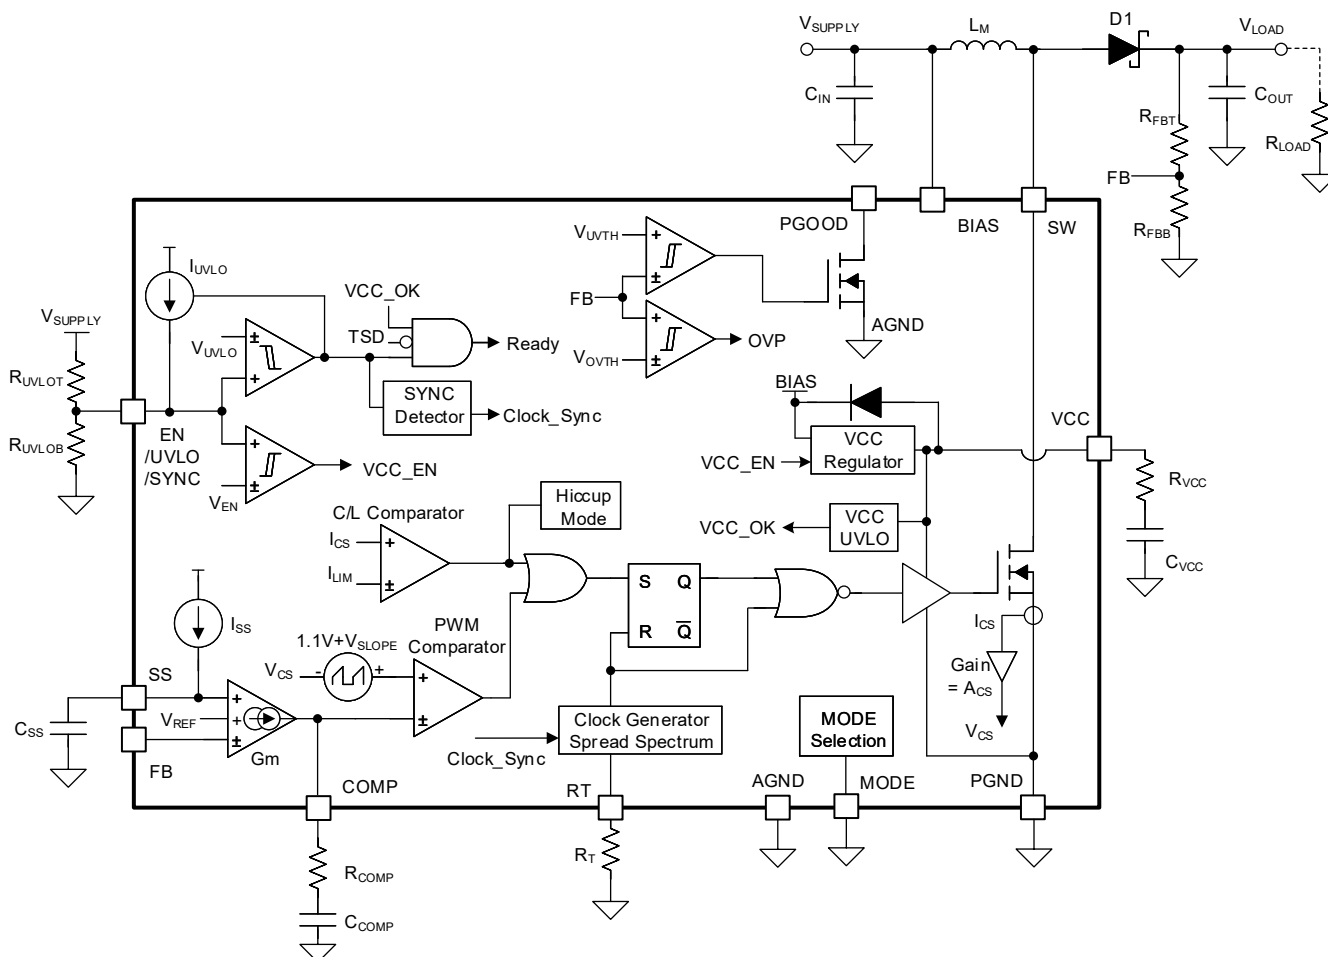 VSUPPLY
LM
D1
VLOAD
CIN
COUT
RFBT
RLOAD
FB
RFBB
PGOOD
BIAS
SW
VUVTH
+
±
FB
+
VOVTH
±
OVP
AGND
IUVLO
VCC_OK
TSD
Ready
VSUPPLY
VUVLO
±
+
RUVLOT
SYNC
Detector
Clock_Sync
RUVLOB
EN
/UVLO
/SYNC
+
VEN
±
VCC_EN
BIAS
VCC
VCC
Regulator
VCC_EN
RVCC
C/L Comparator
Hiccup
Mode
VCC_OK
VCC
UVLO
ICS
+
ILIM
±
CVCC
S
Q
R
Q
ISS
1.1V+VSLOPE
PWM
Comparator
ICS
VCS
-
+
+
±
Gain
= ACS
SS
+
VREF
+
±
CSS
FB
Gm
Clock Generator
Spread Spectrum
MODE
Selection
VCS
Clock_Sync
COMP
RT
AGND
MODE
PGND
RT
RCOMP
CCOMP